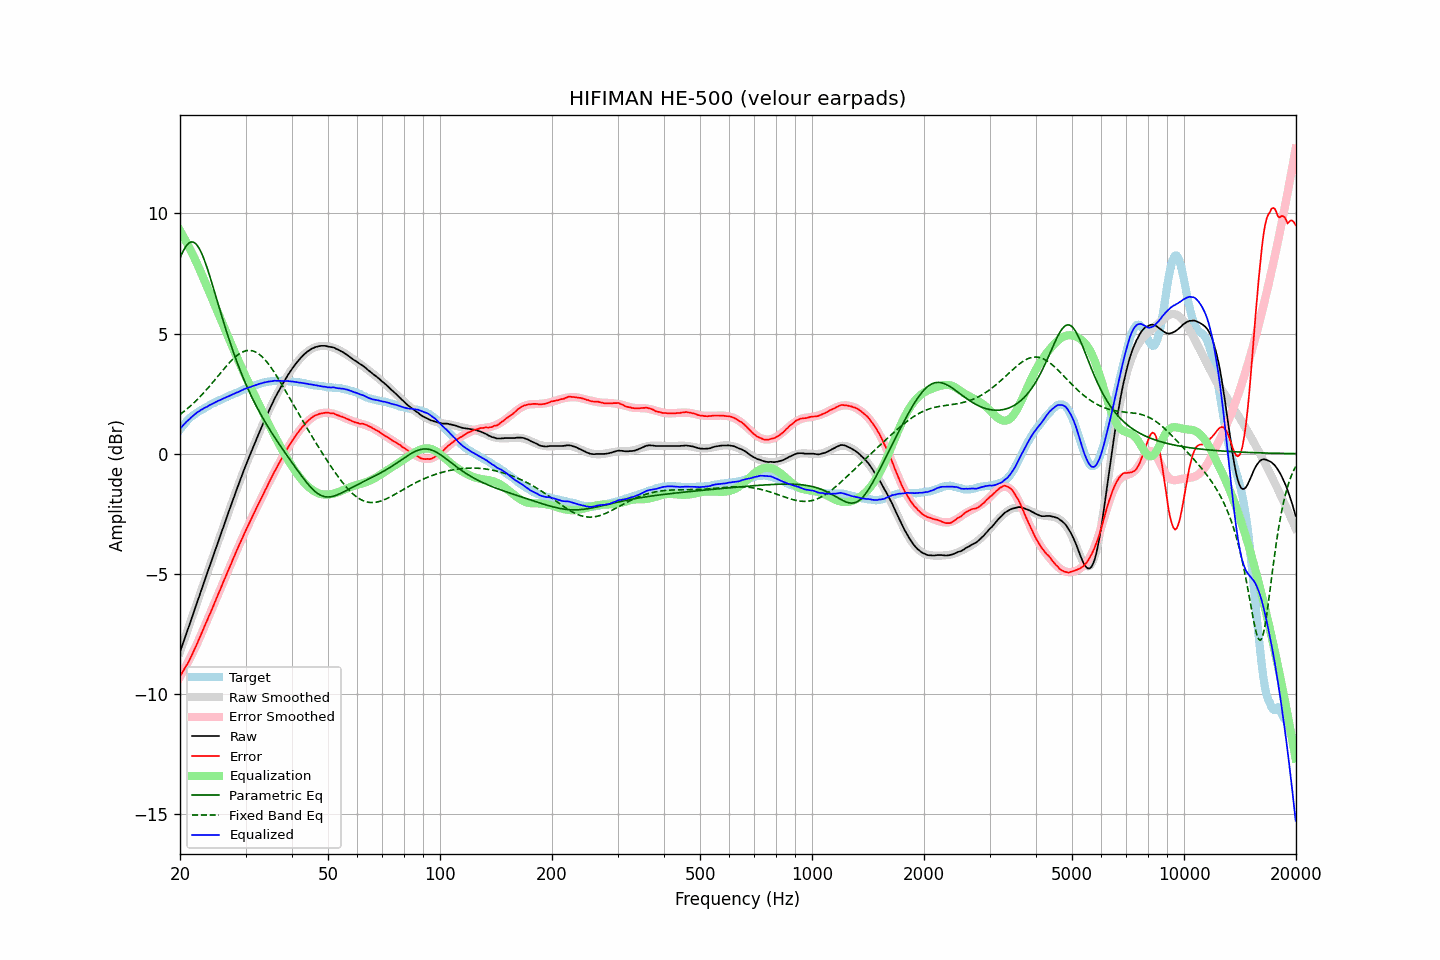 HIFIMAN HE-500 (velour earpads)
Amplitude (dBr)
10
5
0
−5
−10
−15
Target
Raw Smoothed
Error Smoothed
Raw
Error
Equalization
Parametric Eq
Fixed Band Eq
Equalized
20 50 100 200 500 1000 2000 5000 10000 20000
Frequency (Hz)